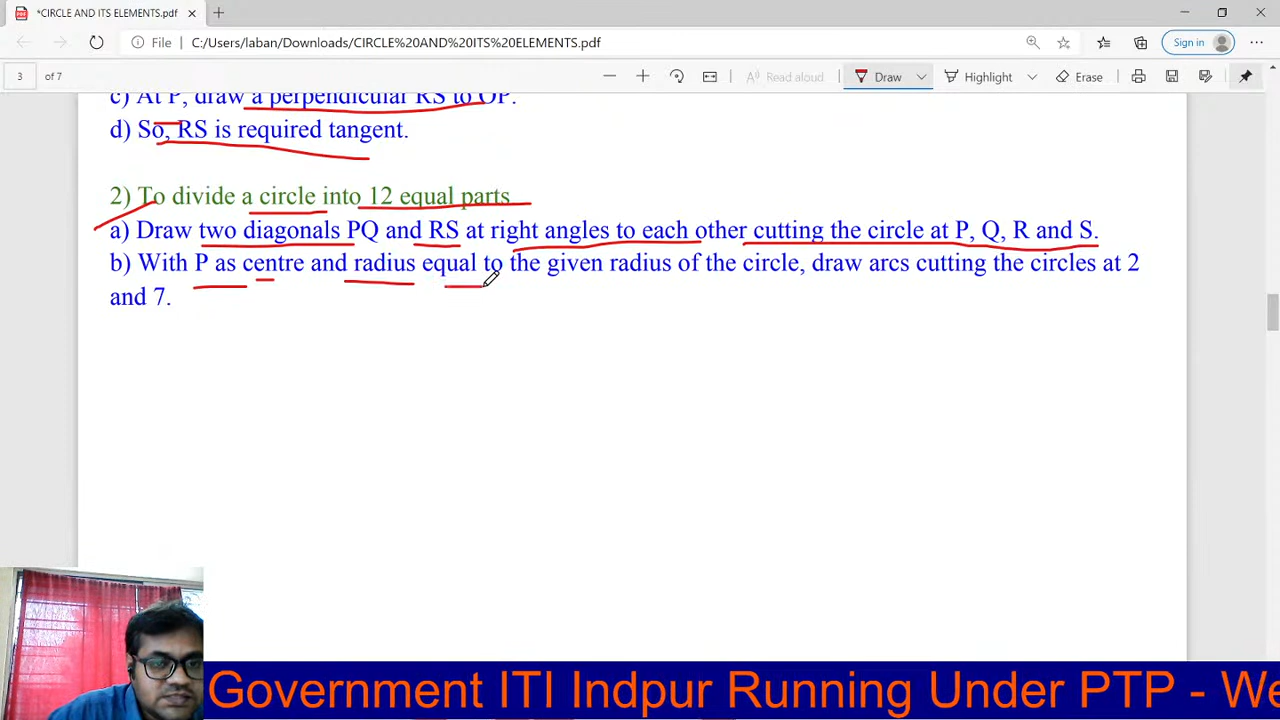 *CIRCLE AND ITS ELEMENTS.pdf
File C:/Users/laban/Downloads/CIRCLE%20AND%20ITS%20ELEMENTS.pdf Sign in
3 of 7 Read aloud Draw Highlight Erase
c) At P, draw a perpendicular RS to OP.
d) So, RS is required tangent.
2) To divide a circle into 12 equal parts
a) Draw two diagonals PQ and RS at right angles to each other cutting the circle at P, Q, R and S.
b) With P as centre and radius equal to the given radius of the circle, draw arcs cutting the circles at 2
and 7.
Government ITI Indpur Running Under PTP - We